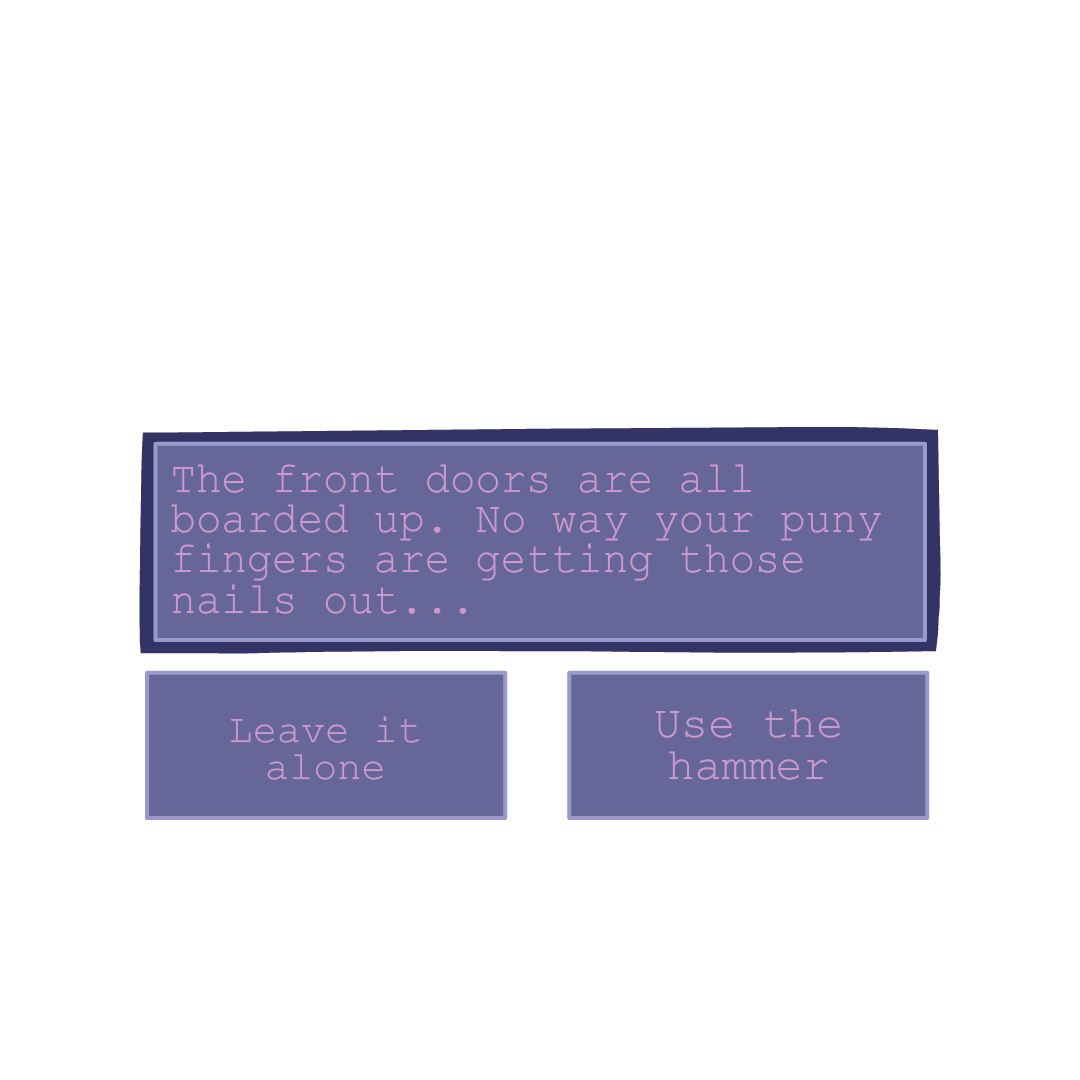 The front doors are all
boarded up. No way your puny
fingers are getting those
nails out...
Leave it
alone
Use the
hammer